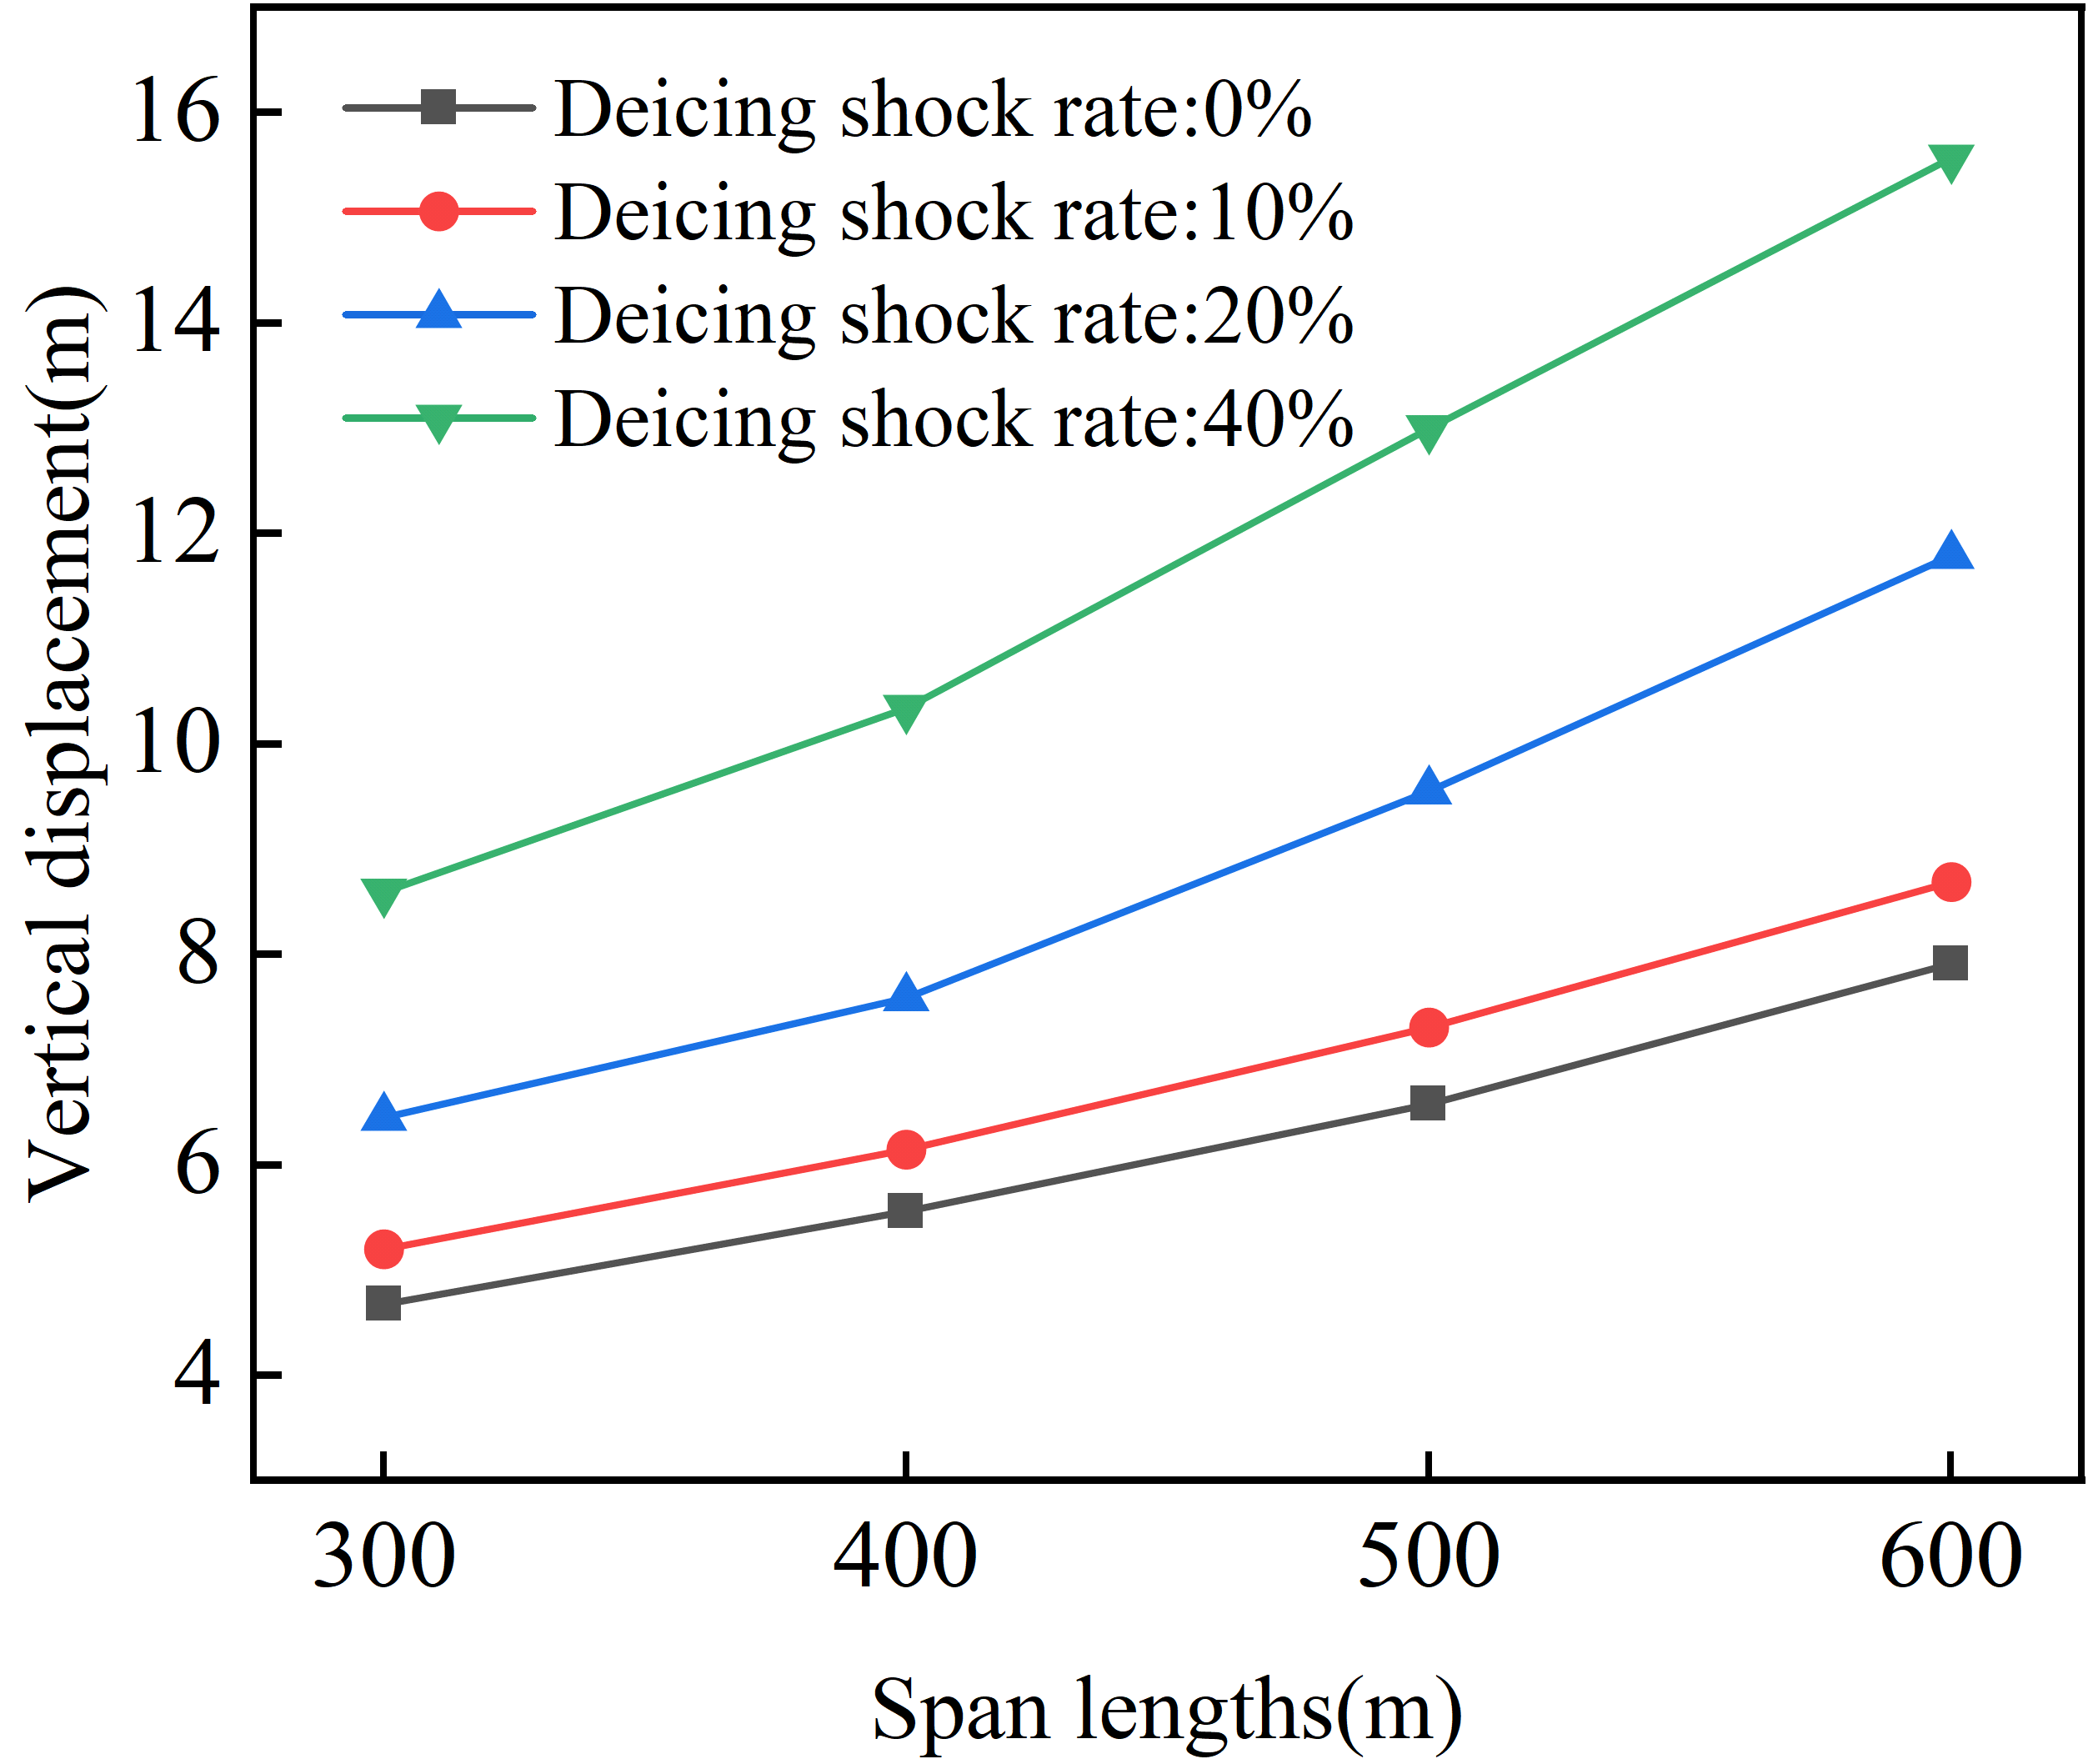 Deicing shock rate:0%
Deicing shock rate:10%
Deicing shock rate:20%
Deicing shock rate:40%
Vertical displacement(m)
16
14
12
10
8
6
4
300 400 500 600
Span lengths(m)